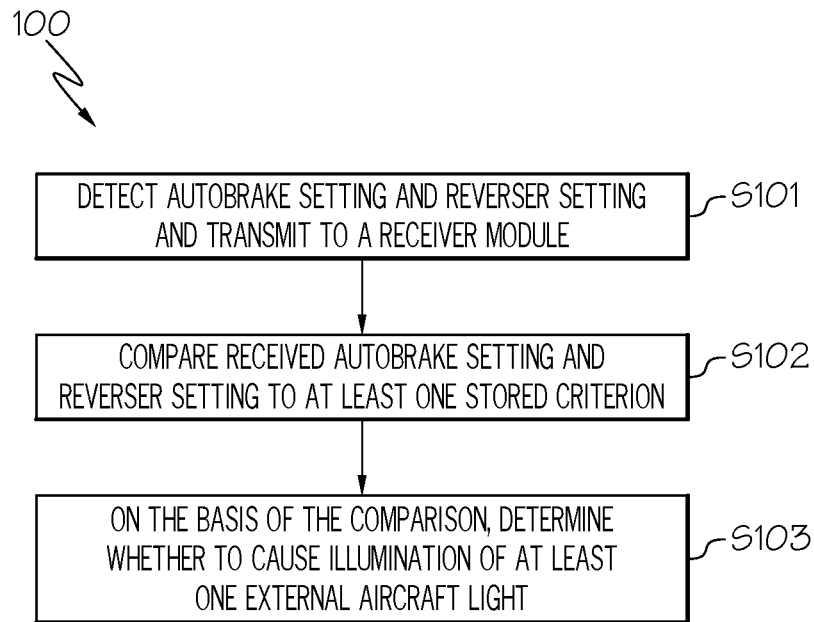 100
DETECT AUTOBRAKE SETTING AND REVERSER SETTING
AND TRANSMIT TO A RECEIVER MODULE
S101
COMPARE RECEIVED AUTOBRAKE SETTING AND
REVERSER SETTING TO AT LEAST ONE STORED CRITERION
S102
ON THE BASIS OF THE COMPARISON, DETERMINE
WHETHER TO CAUSE ILLUMINATION OF AT LEAST
ONE EXTERNAL AIRCRAFT LIGHT
S103